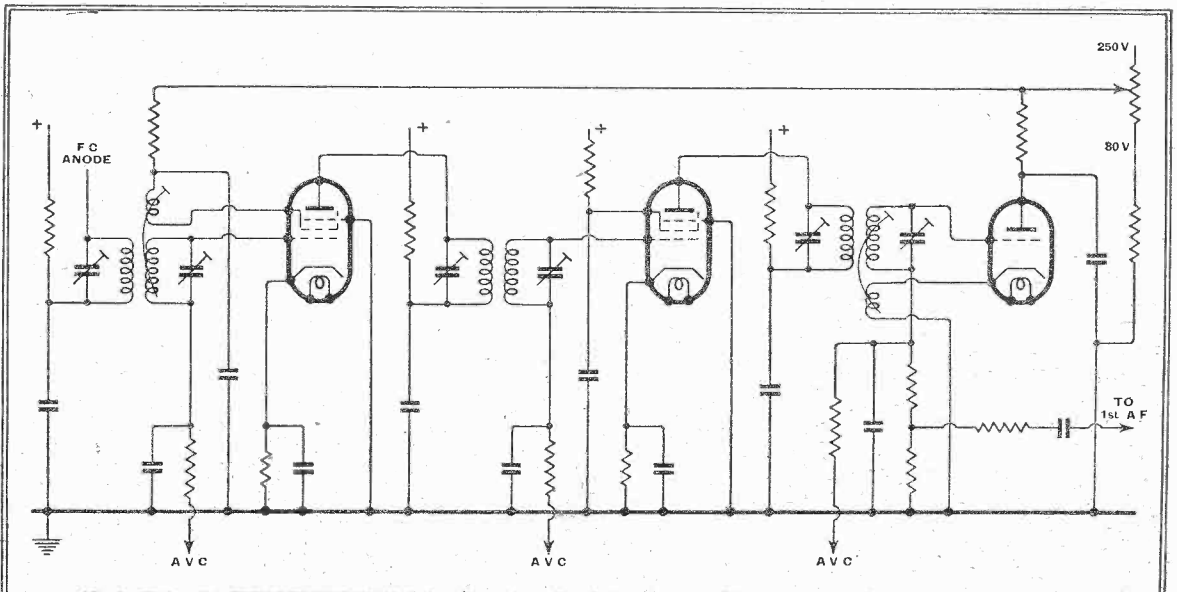 250 V
+
F C
ANODE
+
+
+
80 V
TO
1st A F
A V C
A V C
A V C